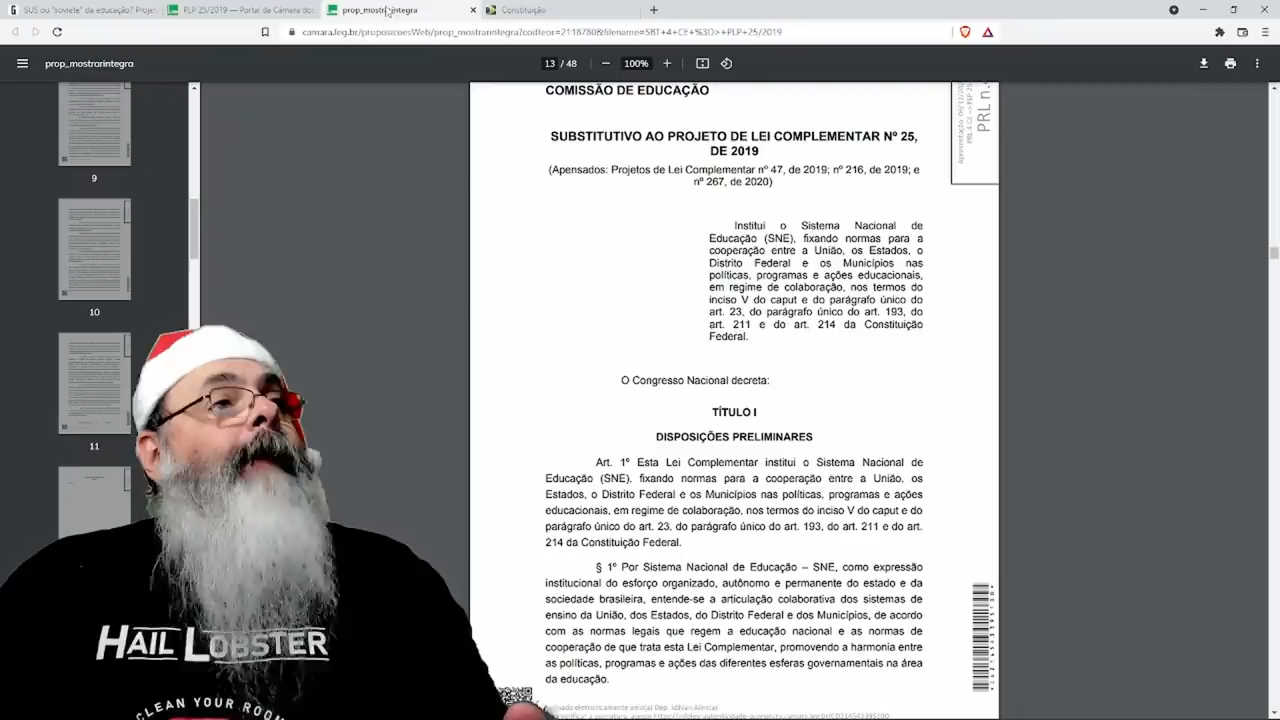 SUS ou "soviete" da educação? Proje
PLP 25/2019 — Portal da Câmara dos
prop_mostrarintegra
Constituição
camara.leg.br/proposicoesWeb/prop_mostrarintegra?codteor=2118780&filename=SBT+4+CE+%3D>+PLP+25/2019
prop_mostrarintegra
13 / 48
100%
9
10
11
COMISSÃO DE EDUCAÇÃO
SUBSTITUTIVO AO PROJETO DE LEI COMPLEMENTAR Nº 25,
DE 2019
(Apensados: Projetos de Lei Complementar nº 47, de 2019; nº 216, de 2019; e
nº 267, de 2020)
Institui o Sistema Nacional de
Educação (SNE), fixando normas para a
cooperação entre a União, os Estados, o
Distrito Federal e os Municípios nas
políticas, programas e ações educacionais,
em regime de colaboração, nos termos do
inciso V do caput e do parágrafo único do
art. 23, do parágrafo único do art. 193, do
art. 211 e do art. 214 da Constituição
Federal.
O Congresso Nacional decreta:
TÍTULO I
DISPOSIÇÕES PRELIMINARES
Art. 1º Esta Lei Complementar institui o Sistema Nacional de
Educação (SNE), fixando normas para a cooperação entre a União, os
Estados, o Distrito Federal e os Municípios nas políticas, programas e ações
educacionais, em regime de colaboração, nos termos do inciso V do caput e do
parágrafo único do art. 23, do parágrafo único do art. 193, do art. 211 e do art.
214 da Constituição Federal.
§ 1º Por Sistema Nacional de Educação – SNE, como expressão
institucional do esforço organizado, autônomo e permanente do estado e da
sociedade brasileira, entende-se a articulação colaborativa dos sistemas de
ensino da União, dos Estados, do Distrito Federal e dos Municípios, de acordo
com as normas legais que regem a educação nacional e as normas de
cooperação de que trata esta Lei Complementar, promovendo a harmonia entre
as políticas, programas e ações das diferentes esferas governamentais na área
da educação.
PRL n.
AIL LOBSTER
YOUR ROOM